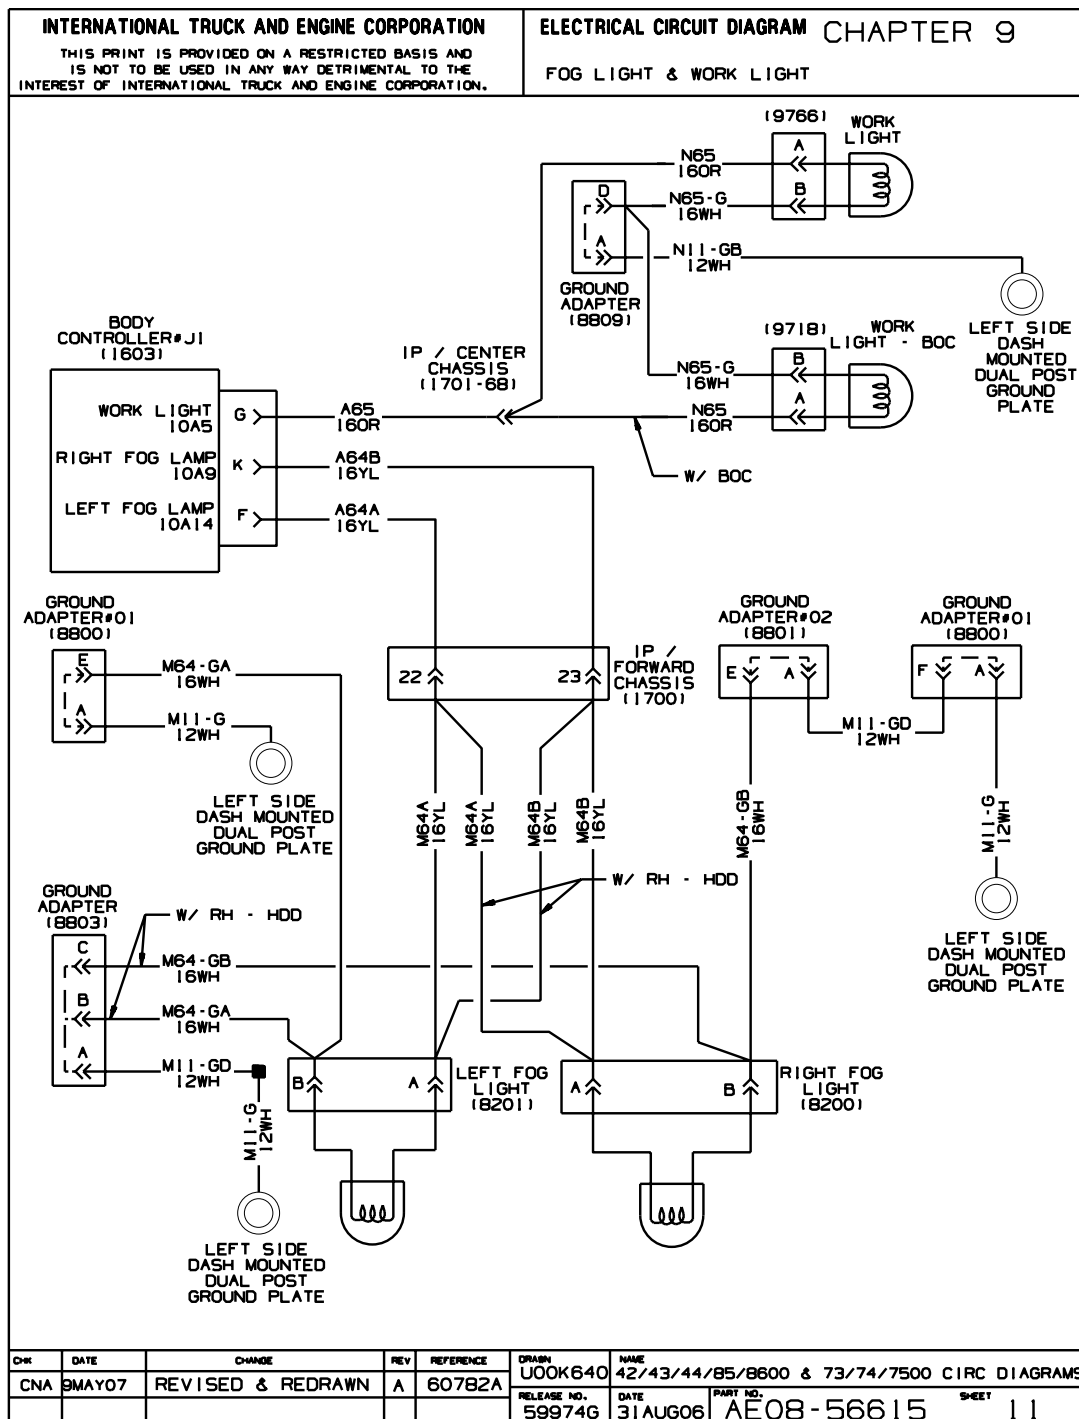 INTERNATIONAL TRUCK AND ENGINE CORPORATION
THIS PRINT IS PROVIDED ON A RESTRICTED BASIS AND
IS NOT TO BE USED IN ANY WAY DETRIMENTAL TO THE
INTEREST OF INTERNATIONAL TRUCK AND ENGINE CORPORATION.
ELECTRICAL CIRCUIT DIAGRAM CHAPTER 9
FOG LIGHT & WORK LIGHT
(9766)
WORK
LIGHT
A
B
N65
16OR
N65-G
16WH
D
A
N11-GB
12WH
GROUND
ADAPTER
(8809)
LEFT SIDE
DASH
MOUNTED
DUAL POST
GROUND
PLATE
BODY
CONTROLLER#J1
(1603)
IP / CENTER
CHASSIS
(1701-68)
(9718)
WORK
LIGHT - BOC
B
A
N65-G
16WH
N65
16OR
W/ BOC
WORK LIGHT
10A5
G
A65
16OR
RIGHT FOG LAMP
10A9
K
A64B
16YL
LEFT FOG LAMP
10A14
F
A64A
16YL
GROUND
ADAPTER#01
(8800)
E
A
M64-GA
16WH
M11-G
12WH
LEFT SIDE
DASH MOUNTED
DUAL POST
GROUND PLATE
22
23
IP /
FORWARD
CHASSIS
(1700)
GROUND
ADAPTER#02
(8801)
E
A
GROUND
ADAPTER#01
(8800)
F
A
M11-GD
12WH
M64A
16YL
M64A
16YL
M64B
16YL
M64B
16YL
M64-GB
16WH
M11-G
12WH
W/ RH - HDD
LEFT SIDE
DASH MOUNTED
DUAL POST
GROUND PLATE
GROUND
ADAPTER
(8803)
W/ RH - HDD
C
B
A
M64-GB
16WH
M64-GA
16WH
M11-GD
12WH
M11-G
12WH
B
A
LEFT FOG
LIGHT
(8201)
A
B
RIGHT FOG
LIGHT
(8200)
LEFT SIDE
DASH MOUNTED
DUAL POST
GROUND PLATE
CHK DATE CHANGE REV REFERENCE
CNA 9MAY07 REVISED & REDRAWN A 60782A
DRAWN
U00K640
NAME
42/43/44/85/8600 & 73/74/7500 CIRC DIAGRAMS
RELEASE NO.
59974G
DATE
31AUG06
PART NO.
AE08-56615
SHEET
11